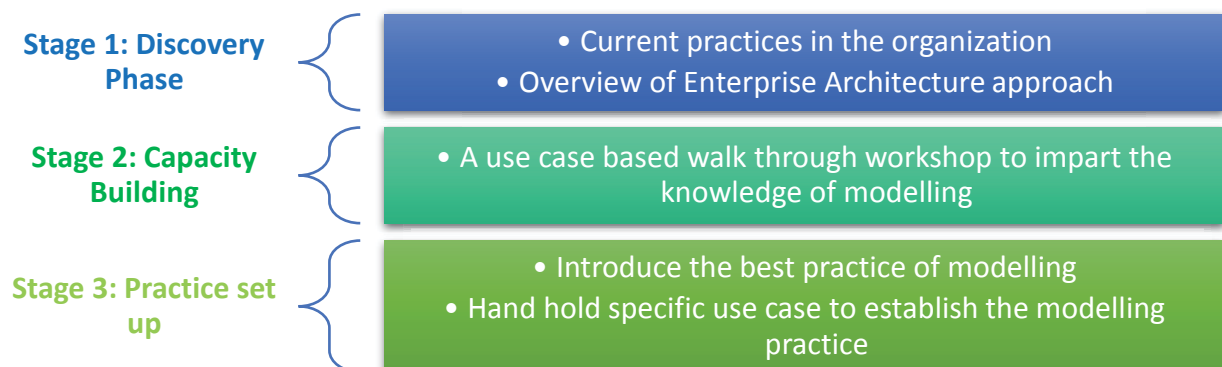 Stage 1: Discovery
Phase
• Current practices in the organization
• Overview of Enterprise Architecture approach
Stage 2: Capacity
Building
• A use case based walk through workshop to impart the
knowledge of modelling
Stage 3: Practice set
up
• Introduce the best practice of modelling
• Hand hold specific use case to establish the modelling
practice